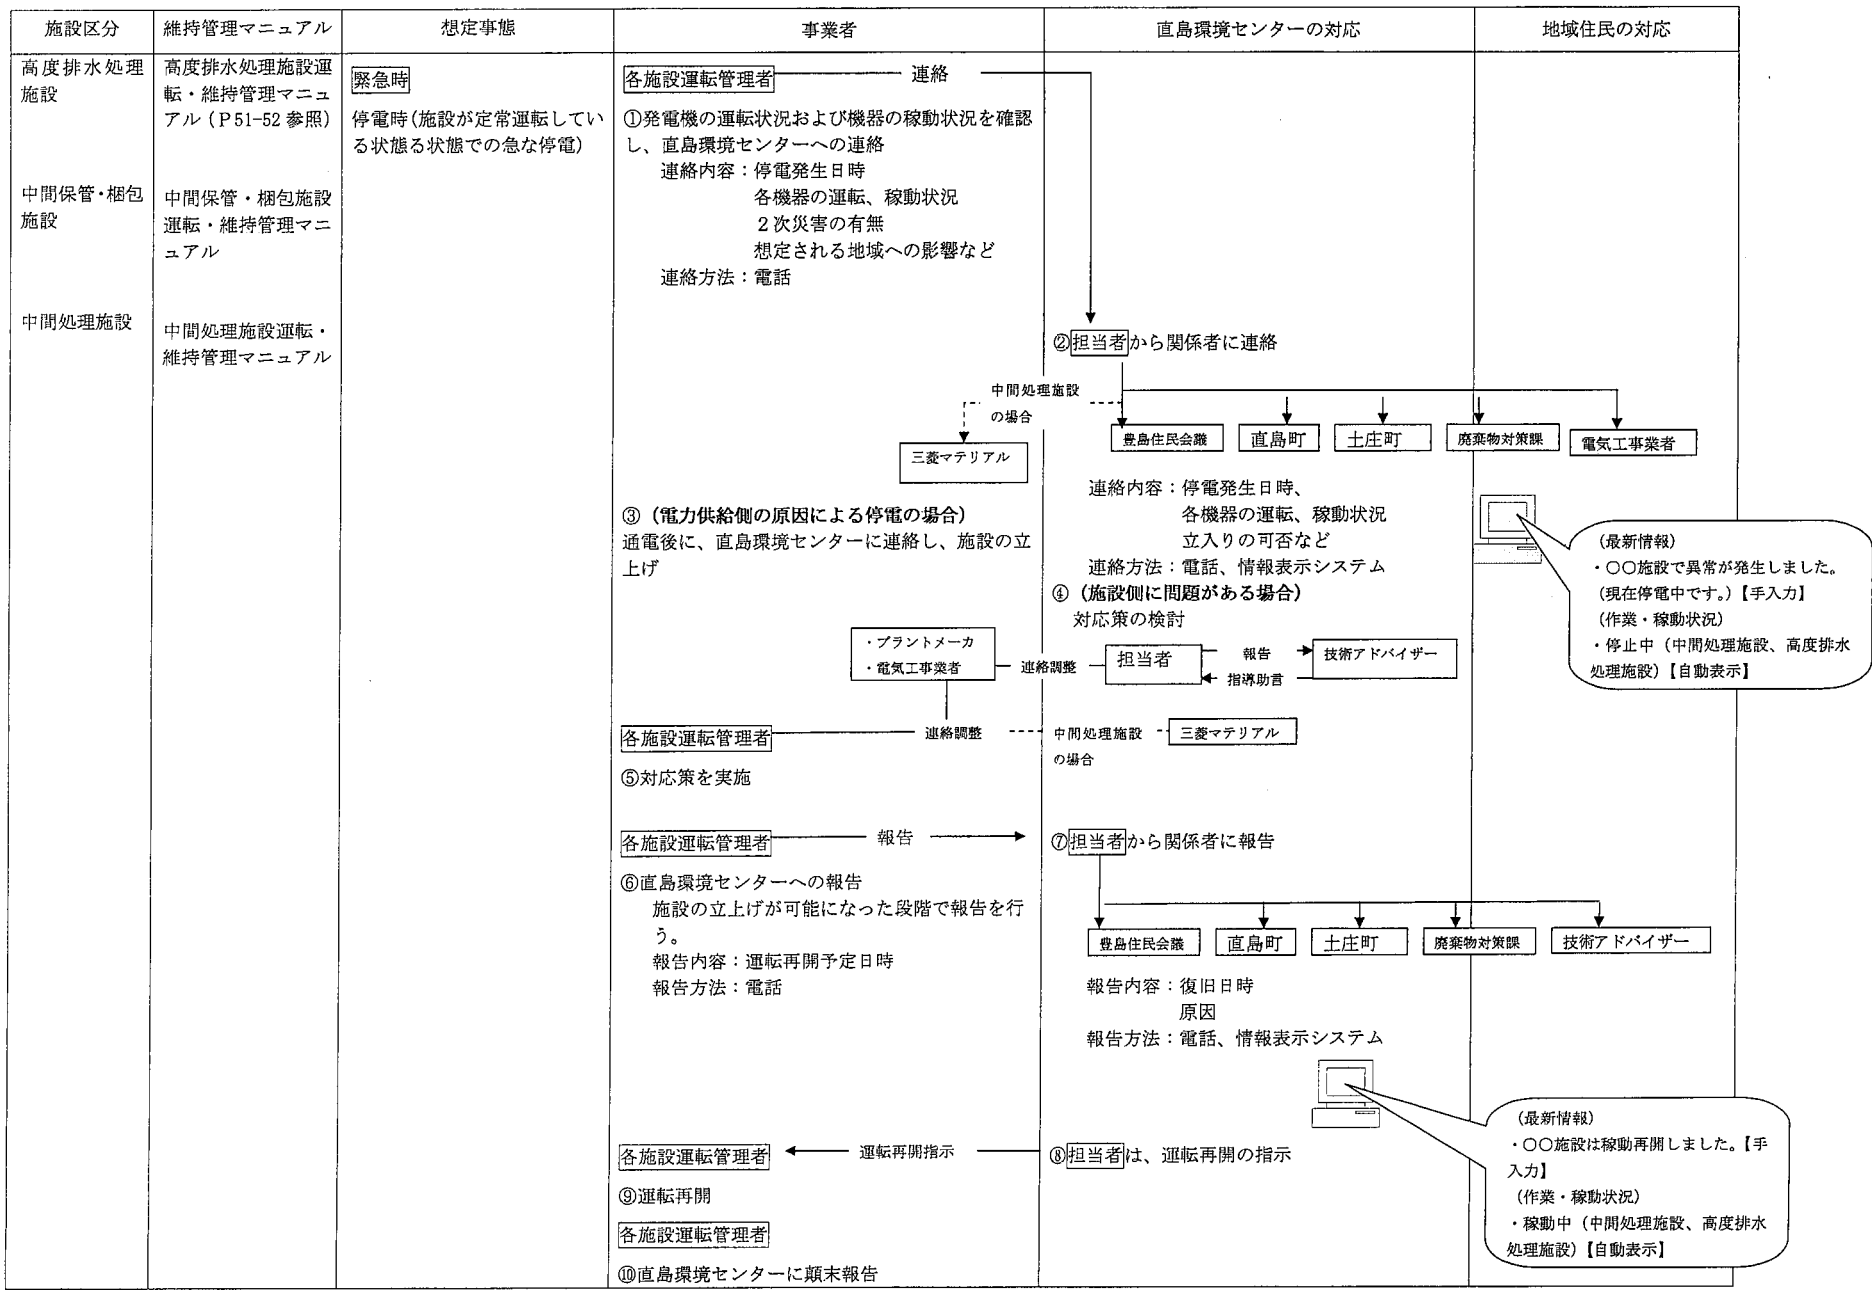 施設区分
維持管理マニュアル
想定事態
事業者
直島環境センターの対応
地域住民の対応
高度排水処理
施設
高度排水処理施設運
転・維持管理マニュ
アル（P51-52 参照）
緊急時
停電時(施設が定常運転してい
る状態る状態での急な停電)
中間保管・梱包
施設
中間保管・梱包施設
運転・維持管理マニ
ュアル
中間処理施設
中間処理施設運転・
維持管理マニュアル
各施設運転管理者
連絡
①発電機の運転状況および機器の稼動状況を確認
し、直島環境センターへの連絡
連絡内容：停電発生日時
各機器の運転、稼動状況
２次災害の有無
想定される地域への影響など
連絡方法：電話
②担当者から関係者に連絡
中間処理施設
の場合
三菱マテリアル
豊島住民会議
直島町
土庄町
廃棄物対策課
電気工事業者
連絡内容：停電発生日時、
各機器の運転、稼動状況
立入りの可否など
連絡方法：電話、情報表示システム
（最新情報）
・〇〇施設で異常が発生しました。
(現在停電中です。)【手入力】
（作業・稼動状況）
・停止中（中間処理施設、高度排水
処理施設）【自動表示】
③（電力供給側の原因による停電の場合）
通電後に、直島環境センターに連絡し、施設の立
上げ
④（施設側に問題がある場合）
対応策の検討
・プラントメーカ
・電気工事業者
連絡調整
担当者
報告
指導助言
技術アドバイザー
各施設運転管理者
連絡調整
中間処理施設
の場合
三菱マテリアル
⑤対応策を実施
各施設運転管理者
報告
⑥直島環境センターへの報告
施設の立上げが可能になった段階で報告を行
う。
報告内容：運転再開予定日時
報告方法：電話
⑦担当者から関係者に報告
豊島住民会議
直島町
土庄町
廃棄物対策課
技術アドバイザー
報告内容：復旧日時
原因
報告方法：電話、情報表示システム
（最新情報）
・〇〇施設は稼動再開しました。【手
入力】
（作業・稼動状況）
・稼動中（中間処理施設、高度排水
処理施設）【自動表示】
各施設運転管理者
運転再開指示
⑧担当者は、運転再開の指示
⑨運転再開
各施設運転管理者
⑩直島環境センターに顛末報告